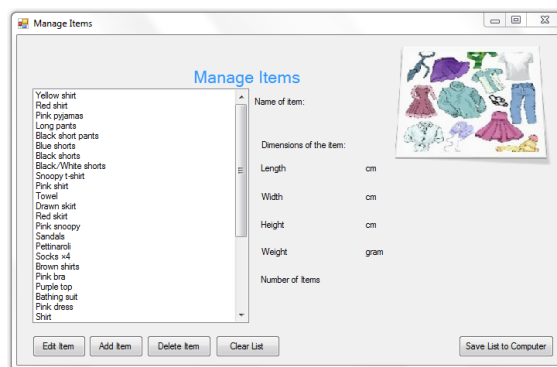 Manage Items
Manage Items
Yellow shirt
Red shirt
Pink pyjamas
Long pants
Black short pants
Blue shorts
Black shorts
Black/White shorts
Snoopy t-shirt
Pink shirt
Towel
Drawn skirt
Red skirt
Pink snoopy
Sandals
Pettinaroli
Socks ×4
Brown shirts
Pink bra
Purple top
Bathing suit
Pink dress
Shirt
Name of item:
Dimensions of the item:
Length cm
Width cm
Height cm
Weight gram
Number of Items
Edit Item Add Item Delete Item Clear List Save List to Computer